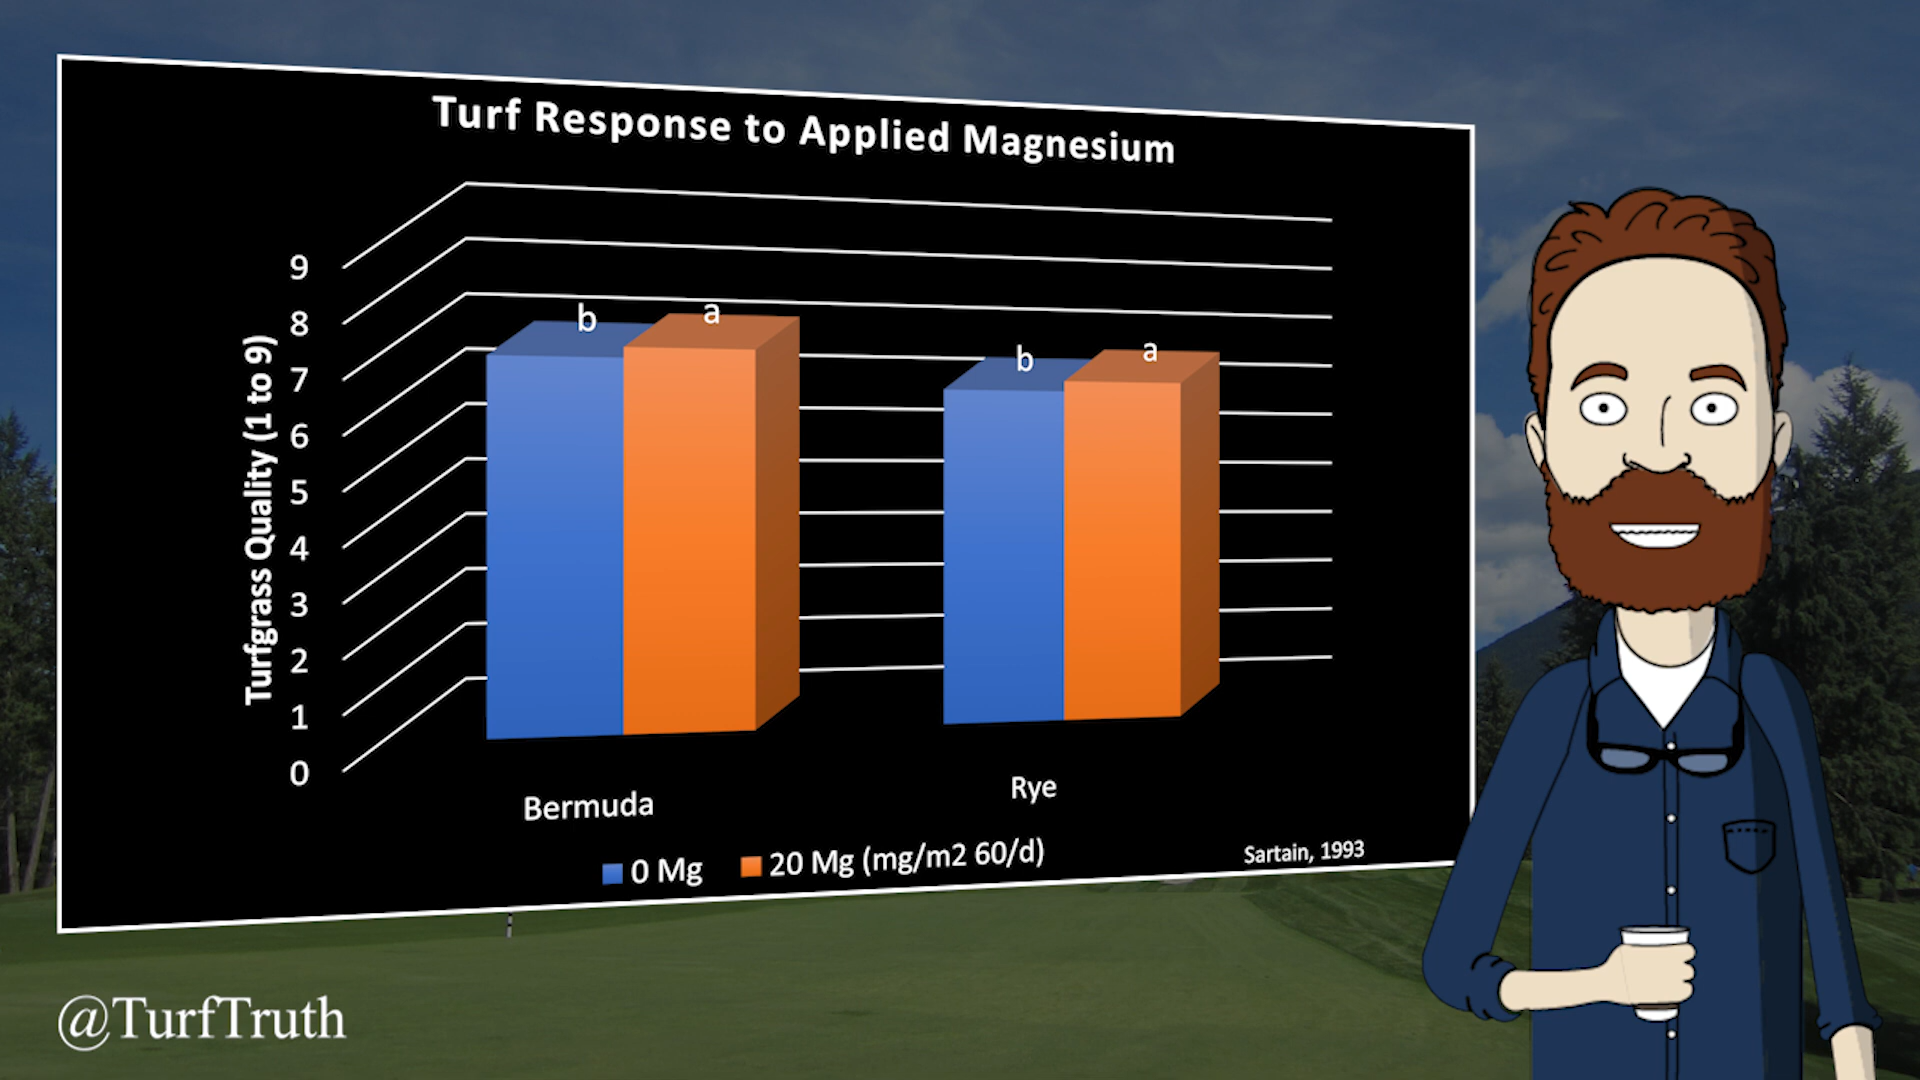 Turf Response to Applied Magnesium
Turfgrass Quality (1 to 9)
9
8
7
6
5
4
3
2
1
0
b
a
b
a
Bermuda
Rye
0 Mg
20 Mg (mg/m2 60/d)
Sartain, 1993
@TurfTruth